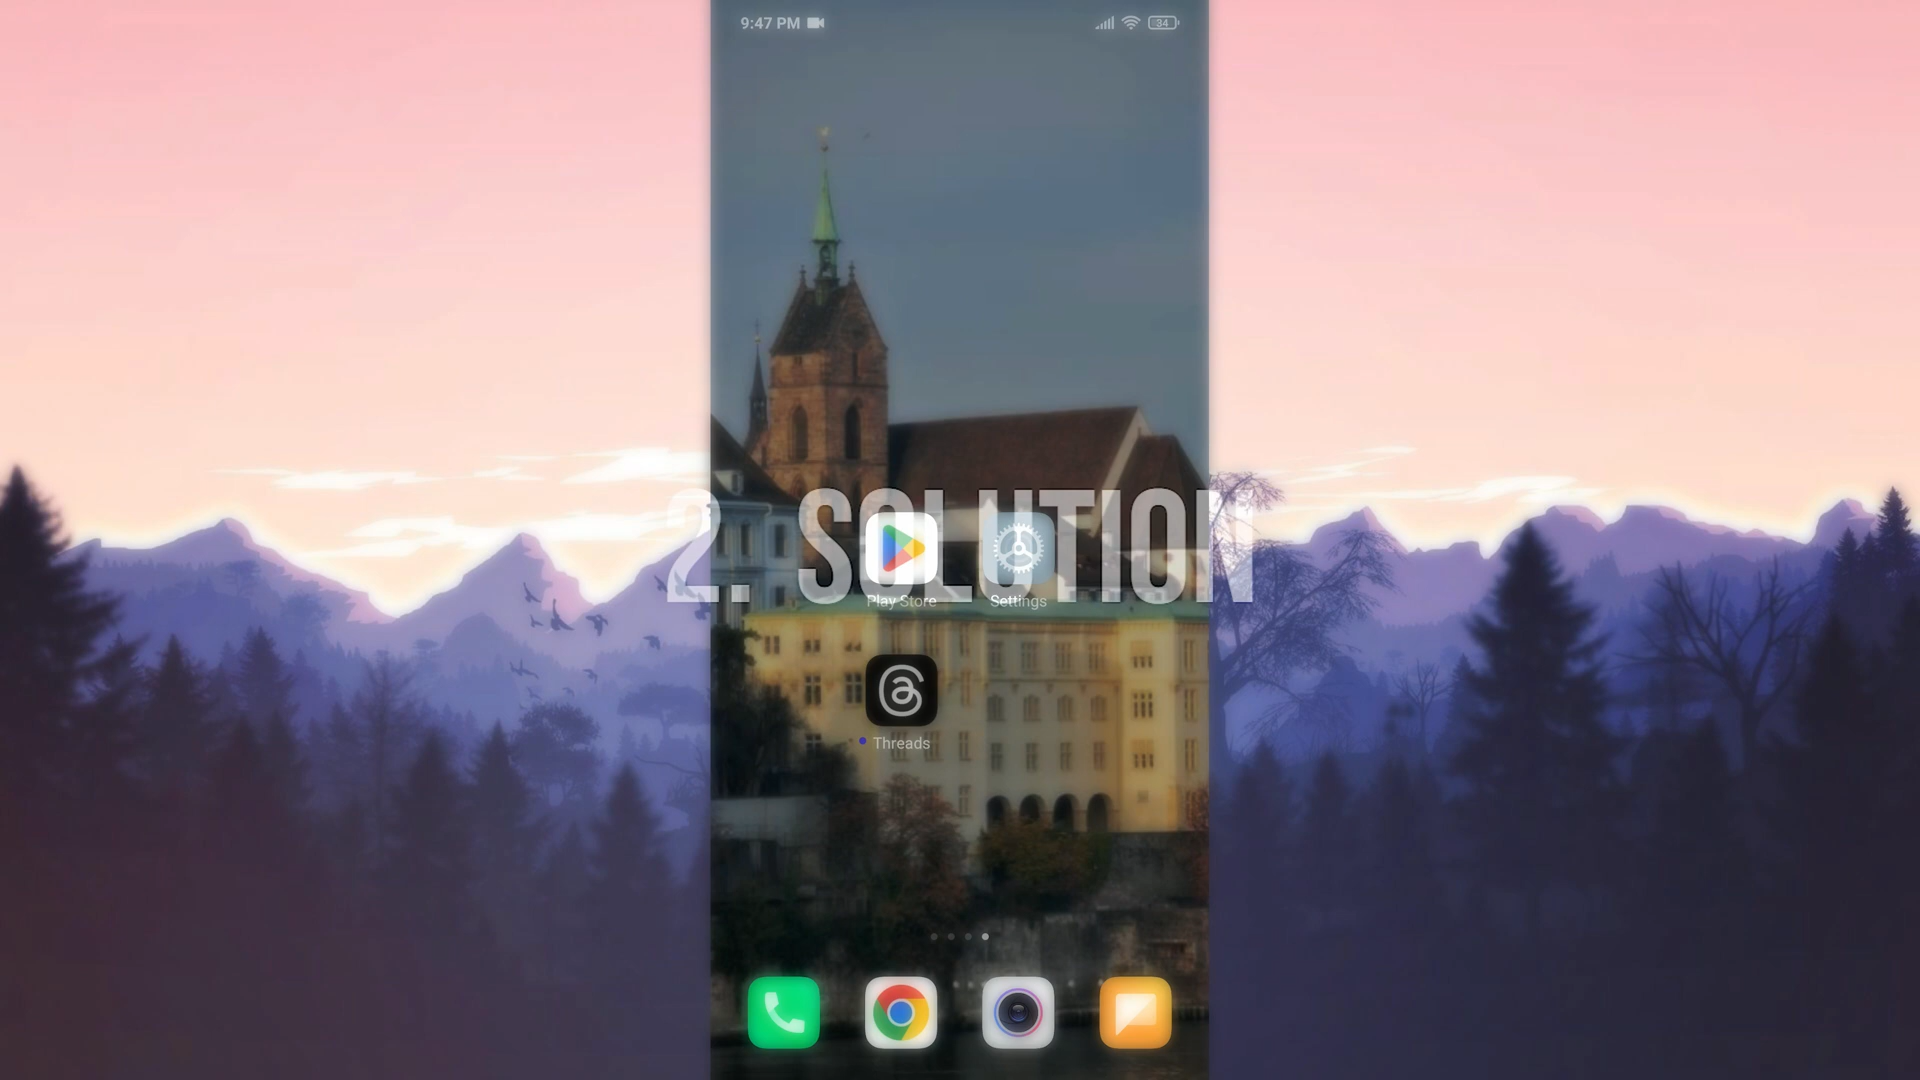 9:47 PM
34
2. SOLUTION
Play Store
Settings
Threads